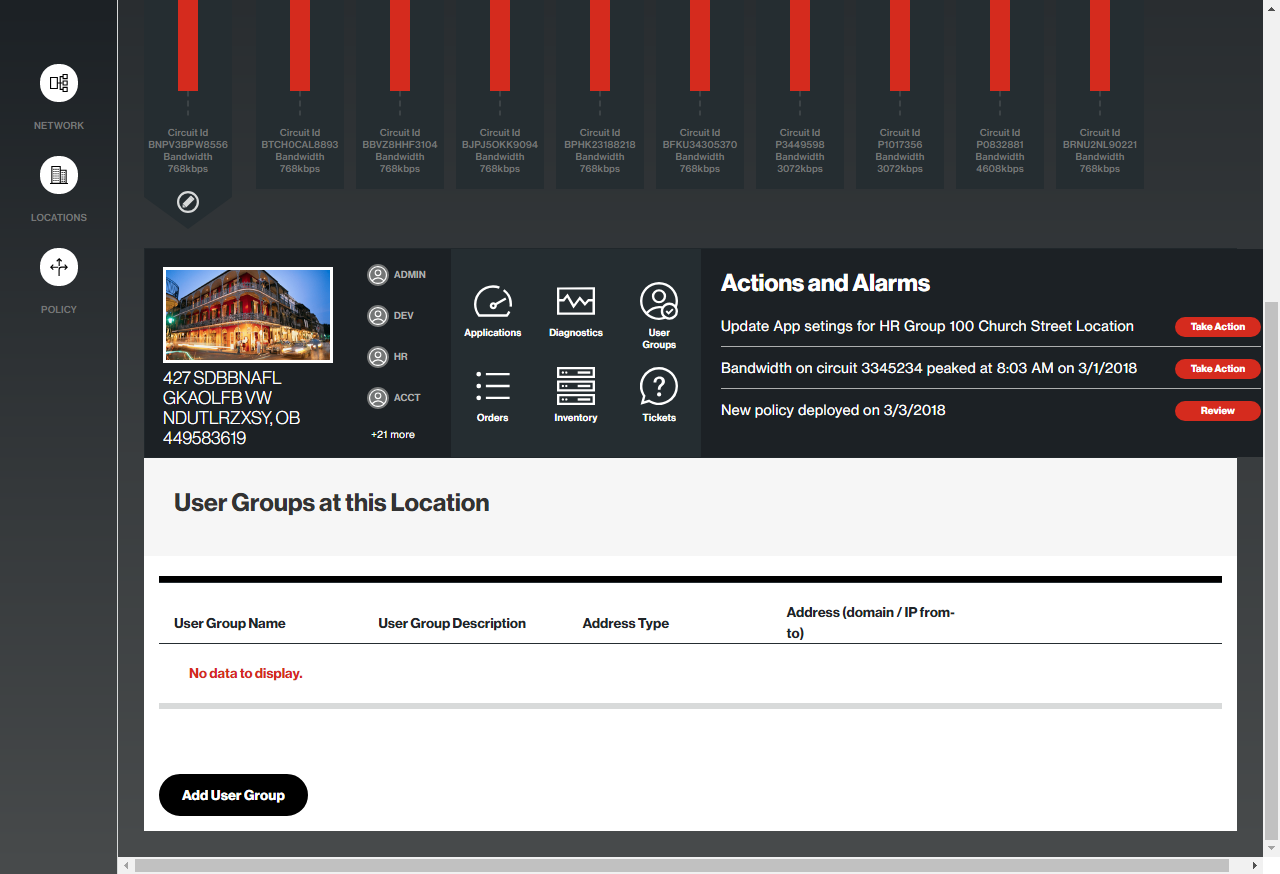 NETWORK
LOCATIONS
POLICY
Circuit Id
BNPV3BPW8556
Bandwidth
768kbps
Circuit Id
BTCH0CAL8893
Bandwidth
768kbps
Circuit Id
BBVZ8HHF3104
Bandwidth
768kbps
Circuit Id
BJPJ5OKK9094
Bandwidth
768kbps
Circuit Id
BPHK23188218
Bandwidth
768kbps
Circuit Id
BFKU34305370
Bandwidth
768kbps
Circuit Id
P3449598
Bandwidth
3072kbps
Circuit Id
P1017356
Bandwidth
3072kbps
Circuit Id
P0832881
Bandwidth
4608kbps
Circuit Id
BRNU2NL90221
Bandwidth
768kbps
427 SDBBNAFL
GKAOLFB VW
NDUTLRZXSY, OB
449583619
ADMIN
DEV
HR
ACCT
+21 more
Applications
Diagnostics
User
Groups
Orders
Inventory
Tickets
Actions and Alarms
Update App setings for HR Group 100 Church Street Location
Take Action
Bandwidth on circuit 3345234 peaked at 8:03 AM on 3/1/2018
Take Action
New policy deployed on 3/3/2018
Review
User Groups at this Location
User Group Name
User Group Description
Address Type
Address (domain / IP from-
to)
No data to display.
Add User Group